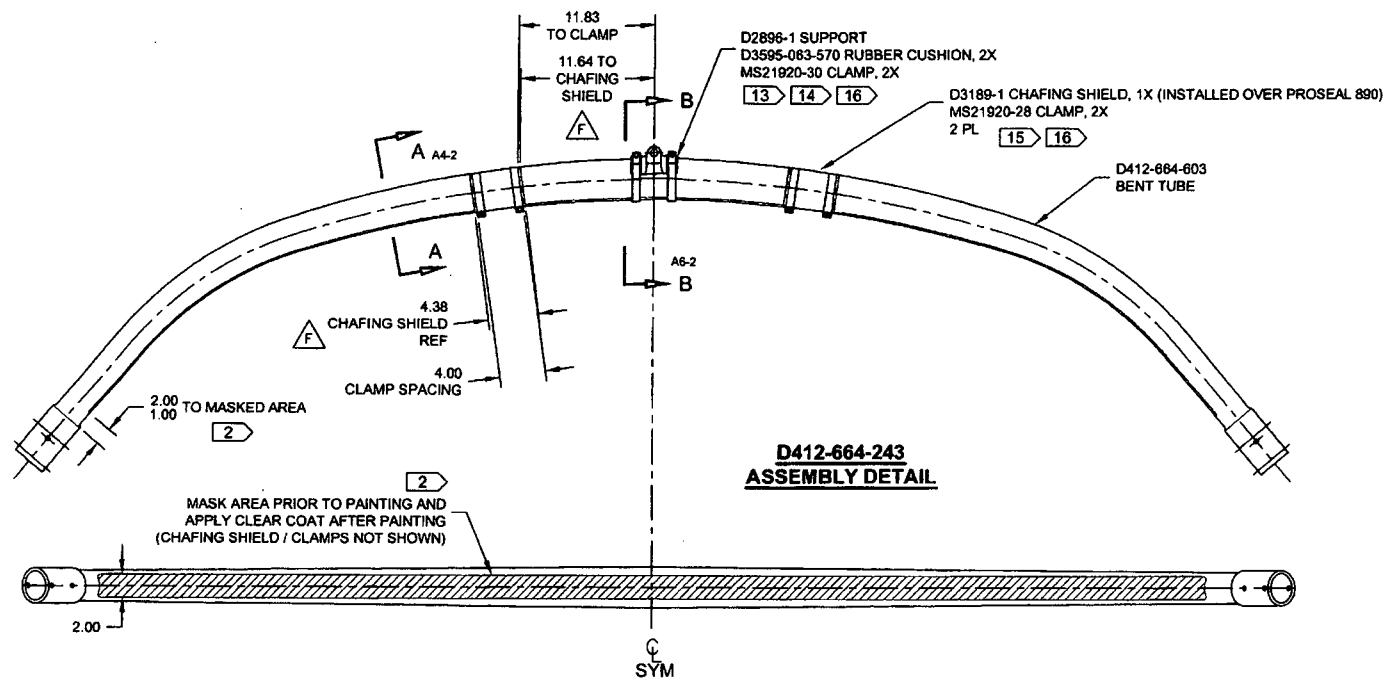 11.83
TO CLAMP
11.64 TO
CHAFING
SHIELD
F
B
D2896-1 SUPPORT
D3595-063-570 RUBBER CUSHION, 2X
MS21920-30 CLAMP, 2X
13 14 16
D3189-1 CHAFING SHIELD, 1X (INSTALLED OVER PROSEAL 890)
MS21920-28 CLAMP, 2X
2 PL 15 16
D412-664-603
BENT TUBE
A A4-2
A
A6-2
B
4.38
CHAFING SHIELD
REF
F
4.00
CLAMP SPACING
2.00
1.00 TO MASKED AREA
2
D412-664-243
ASSEMBLY DETAIL
2
MASK AREA PRIOR TO PAINTING AND
APPLY CLEAR COAT AFTER PAINTING
(CHAFING SHIELD / CLAMPS NOT SHOWN)
2.00
CL
SYM